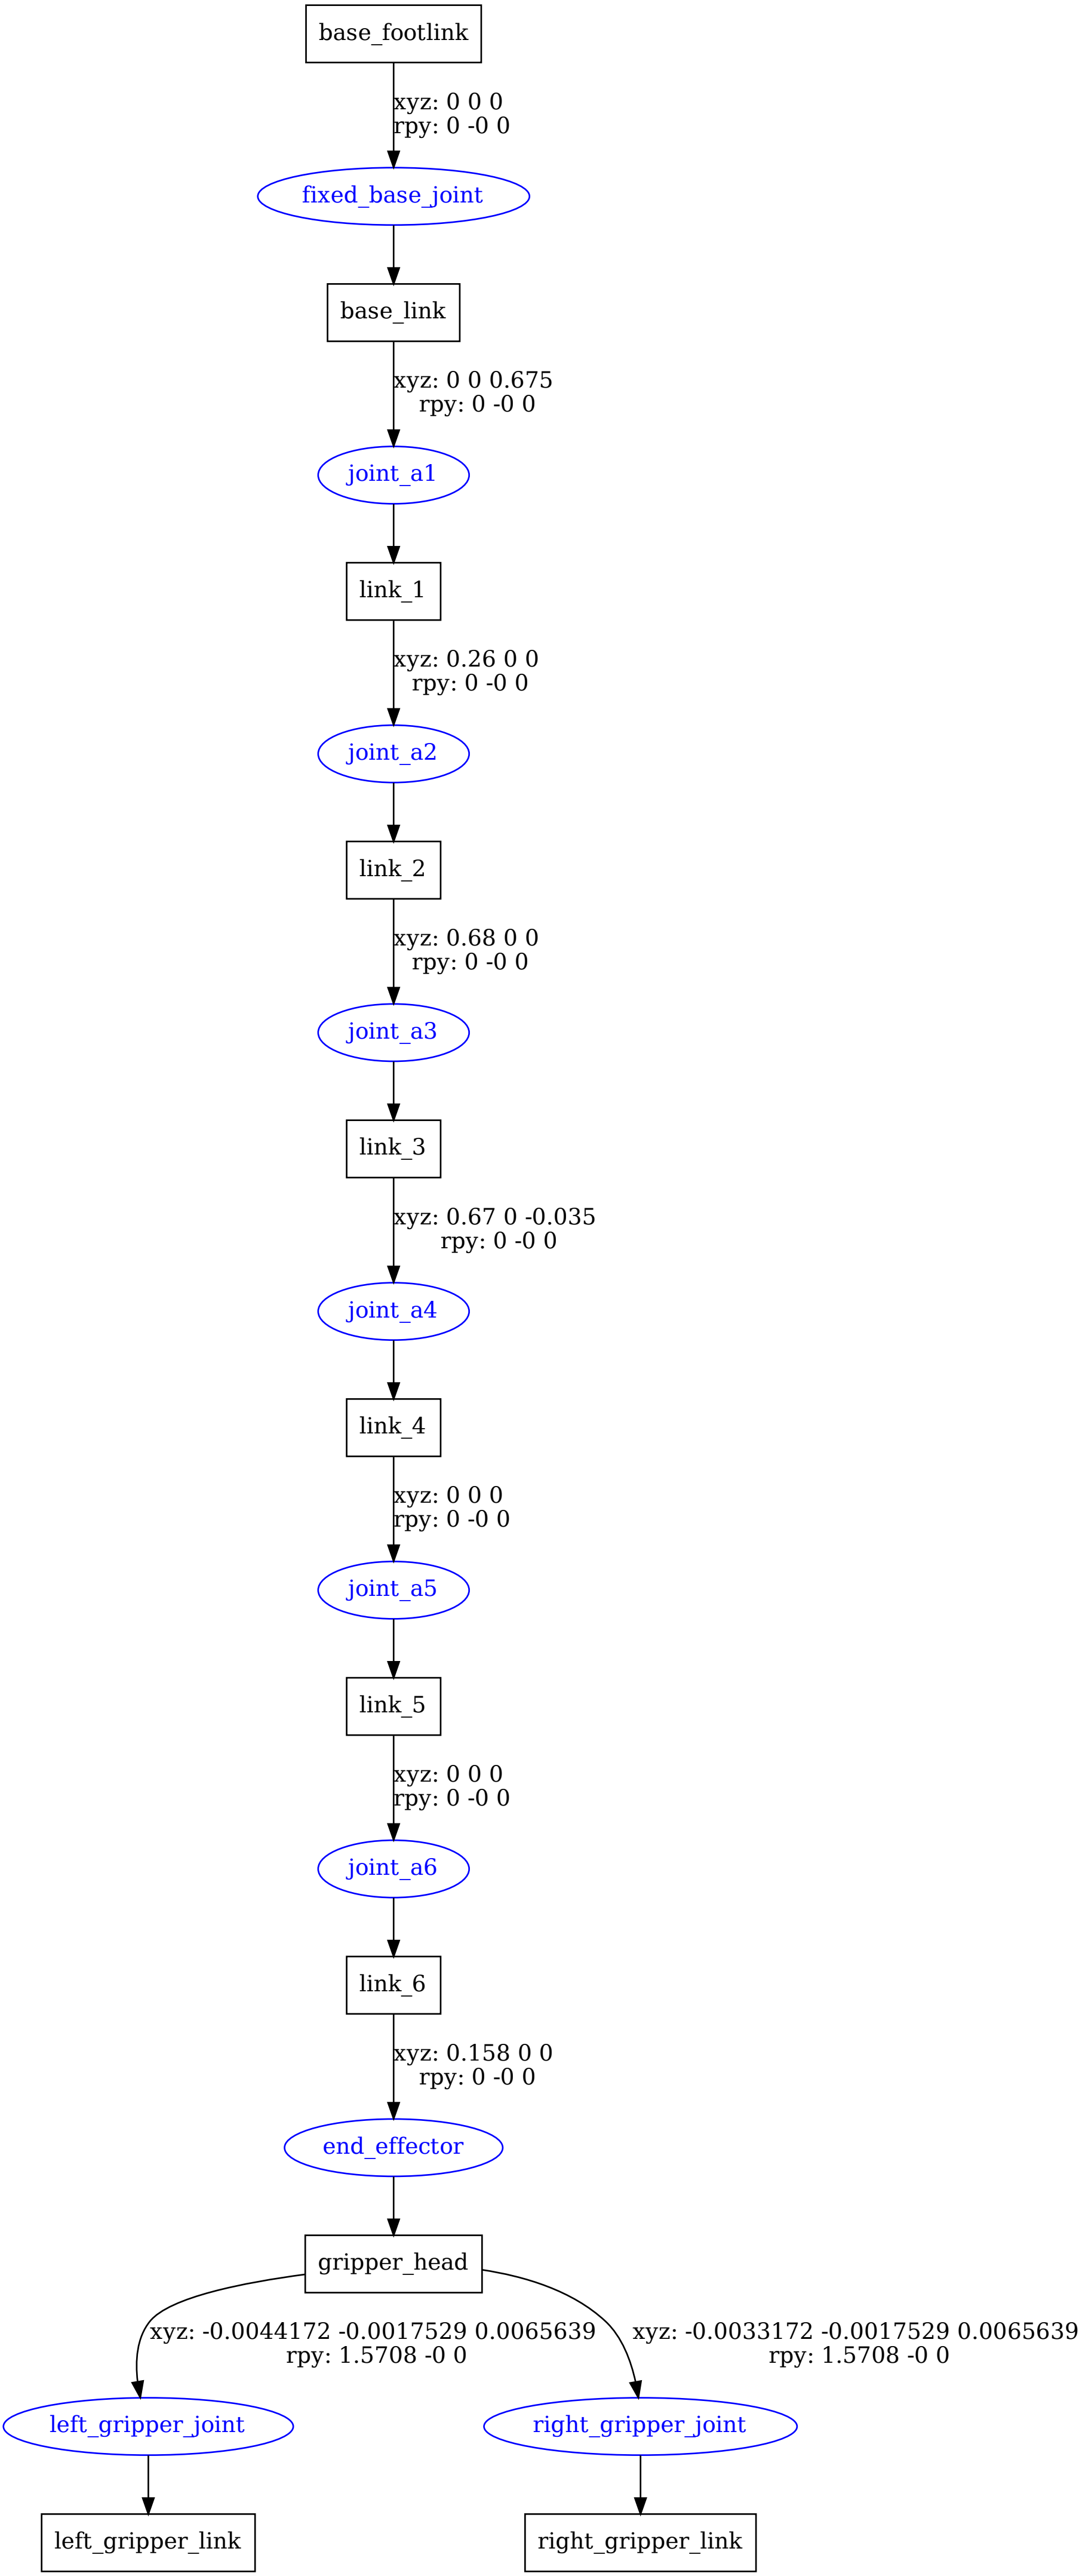 base_footlink
xyz: 0 0 0
rpy: 0 -0 0
fixed_base_joint
base_link
xyz: 0 0 0.675
rpy: 0 -0 0
joint_a1
link_1
xyz: 0.26 0 0
rpy: 0 -0 0
joint_a2
link_2
xyz: 0.68 0 0
rpy: 0 -0 0
joint_a3
link_3
xyz: 0.67 0 -0.035
rpy: 0 -0 0
joint_a4
link_4
xyz: 0 0 0
rpy: 0 -0 0
joint_a5
link_5
xyz: 0 0 0
rpy: 0 -0 0
joint_a6
link_6
xyz: 0.158 0 0
rpy: 0 -0 0
end_effector
gripper_head
xyz: -0.0044172 -0.0017529 0.0065639
rpy: 1.5708 -0 0
xyz: -0.0033172 -0.0017529 0.0065639
rpy: 1.5708 -0 0
left_gripper_joint
right_gripper_joint
left_gripper_link
right_gripper_link